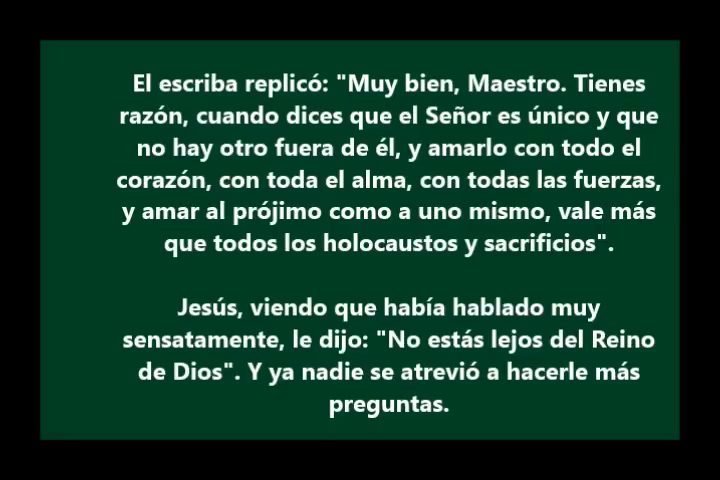 El escriba replicó: "Muy bien, Maestro. Tienes
razón, cuando dices que el Señor es único y que
no hay otro fuera de él, y amarlo con todo el
corazón, con toda el alma, con todas las fuerzas,
y amar al prójimo como a uno mismo, vale más
que todos los holocaustos y sacrificios".
Jesús, viendo que había hablado muy
sensatamente, le dijo: "No estás lejos del Reino
de Dios". Y ya nadie se atrevió a hacerle más
preguntas.